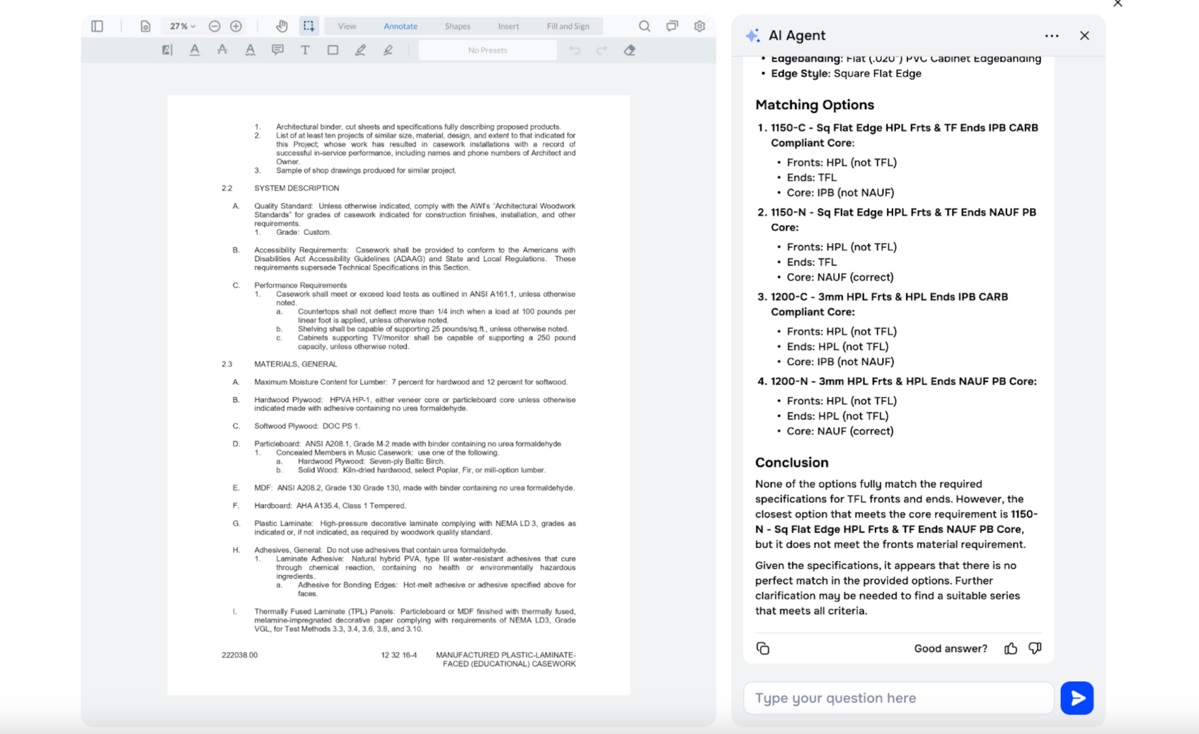 27%
View
Annotate
Shapes
Insert
Fill and Sign
No Presets
1. Architectural binder, cut sheets and specifications fully describing proposed products.
2. List of at least ten projects of similar size, material, design, and extent to that indicated for
this Project, whose work has resulted in casework installations with a record of
successful in-service performance, including names and phone numbers of Architect and
Owner.
3. Sample of shop drawings produced for similar project.
2.2 SYSTEM DESCRIPTION
A. Quality Standard: Unless otherwise indicated, comply with the AWI's "Architectural Woodwork
Standards" for grades of casework indicated for construction finishes, installation, and other
requirements.
1. Grade: Custom.
B. Accessibility Requirements: Casework shall be provided to conform to the Americans with
Disabilities Act Accessibility Guidelines (ADAAG) and State and Local Regulations. These
requirements supersede Technical Specifications in this Section.
C. Performance Requirements
1. Casework shall meet or exceed load tests as outlined in ANSI A161.1, unless otherwise
noted.
a. Countertops shall not deflect more than 1/4 inch when a load at 100 pounds per
linear foot is applied, unless otherwise noted.
b. Shelving shall be capable of supporting 25 pounds/sq.ft., unless otherwise noted.
c. Cabinets supporting TV/monitor shall be capable of supporting a 250 pound
capacity, unless otherwise noted.
2.3 MATERIALS, GENERAL
A. Maximum Moisture Content for Lumber: 7 percent for hardwood and 12 percent for softwood.
B. Hardwood Plywood: HPVA HP-1, either veneer core or particleboard core unless otherwise
indicated made with adhesive containing no urea formaldehyde.
C. Softwood Plywood: DOC PS 1.
D. Particleboard: ANSI A208.1, Grade M-2 made with binder containing no urea formaldehyde
1. Concealed Members in Music Casework: use one of the following.
a. Hardwood Plywood: Seven-ply Baltic Birch.
b. Solid Wood: Kiln-dried hardwood, select Poplar, Fir, or mill-option lumber.
E. MDF: ANSI A208.2, Grade 130 Grade 130, made with binder containing no urea formaldehyde.
F. Hardboard: AHA A135.4, Class 1 Tempered.
G. Plastic Laminate: High-pressure decorative laminate complying with NEMA LD 3, grades as
indicated or, if not indicated, as required by woodwork quality standard.
H. Adhesives, General: Do not use adhesives that contain urea formaldehyde.
1. Laminate Adhesive: Natural hybrid PVA, type III water-resistant adhesives that cure
through chemical reaction, containing no health or environmentally hazardous
ingredients.
a. Adhesive for Bonding Edges: Hot-melt adhesive or adhesive specified above for
faces.
I. Thermally Fused Laminate (TPL) Panels: Particleboard or MDF finished with thermally fused,
melamine-impregnated decorative paper complying with requirements of NEMA LD3, Grade
VGL, for Test Methods 3.3, 3.4, 3.6, 3.8, and 3.10.
222038.00 12 32 16-4 MANUFACTURED PLASTIC-LAMINATE-
FACED (EDUCATIONAL) CASEWORK
AI Agent
• Edgebanding: Flat (.020") PVC Cabinet Edgebanding
• Edge Style: Square Flat Edge
Matching Options
1. 1150-C - Sq Flat Edge HPL Frts & TF Ends IPB CARB
Compliant Core:
• Fronts: HPL (not TFL)
• Ends: TFL
• Core: IPB (not NAUF)
2. 1150-N - Sq Flat Edge HPL Frts & TF Ends NAUF PB
Core:
• Fronts: HPL (not TFL)
• Ends: TFL
• Core: NAUF (correct)
3. 1200-C - 3mm HPL Frts & HPL Ends IPB CARB
Compliant Core:
• Fronts: HPL (not TFL)
• Ends: HPL (not TFL)
• Core: IPB (not NAUF)
4. 1200-N - 3mm HPL Frts & HPL Ends NAUF PB Core:
• Fronts: HPL (not TFL)
• Ends: HPL (not TFL)
• Core: NAUF (correct)
Conclusion
None of the options fully match the required
specifications for TFL fronts and ends. However, the
closest option that meets the core requirement is 1150-
N - Sq Flat Edge HPL Frts & TF Ends NAUF PB Core,
but it does not meet the fronts material requirement.
Given the specifications, it appears that there is no
perfect match in the provided options. Further
clarification may be needed to find a suitable series
that meets all criteria.
Good answer?
Type your question here